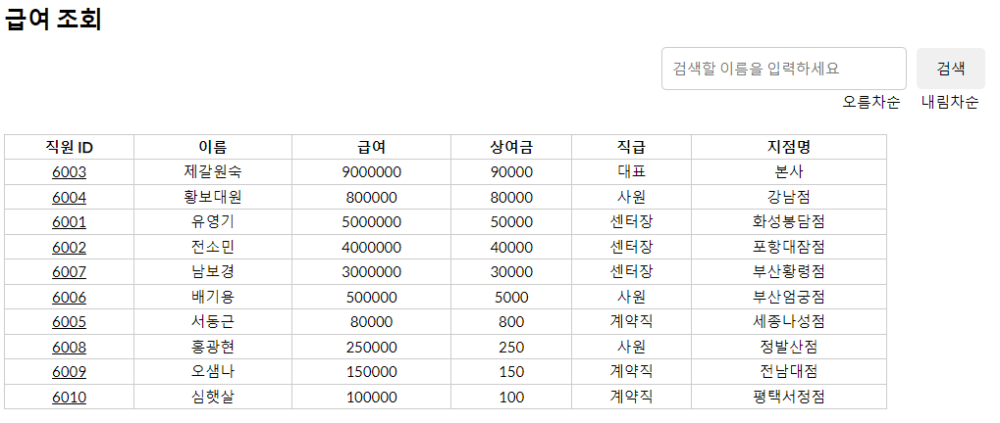 급여 조회
검색할 이름을 입력하세요 검색
오름차순 내림차순
직원 ID 이름 급여 상여금 직급 지점명
6003 제갈원숙 9000000 90000 대표 본사
6004 황보대원 800000 80000 사원 강남점
6001 유영기 5000000 50000 센터장 화성봉담점
6002 전소민 4000000 40000 센터장 포항대잠점
6007 남보경 3000000 30000 센터장 부산황령점
6006 배기용 500000 5000 사원 부산엄궁점
6005 서동근 80000 800 계약직 세종나성점
6008 홍광현 250000 250 사원 정발산점
6009 오샘나 150000 150 계약직 전남대점
6010 심햇살 100000 100 계약직 평택서정점